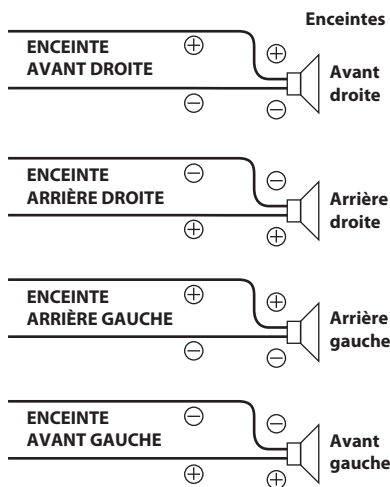 Enceintes
ENCEINTE
AVANT DROITE
⊕
⊕
⊖
⊖
Avant
droite
ENCEINTE
ARRIÈRE DROITE
⊖
⊖
⊕
⊕
Arrière
droite
ENCEINTE
ARRIÈRE GAUCHE
⊕
⊕
⊖
⊖
Arrière
gauche
ENCEINTE
AVANT GAUCHE
⊖
⊖
⊕
⊕
Avant
gauche